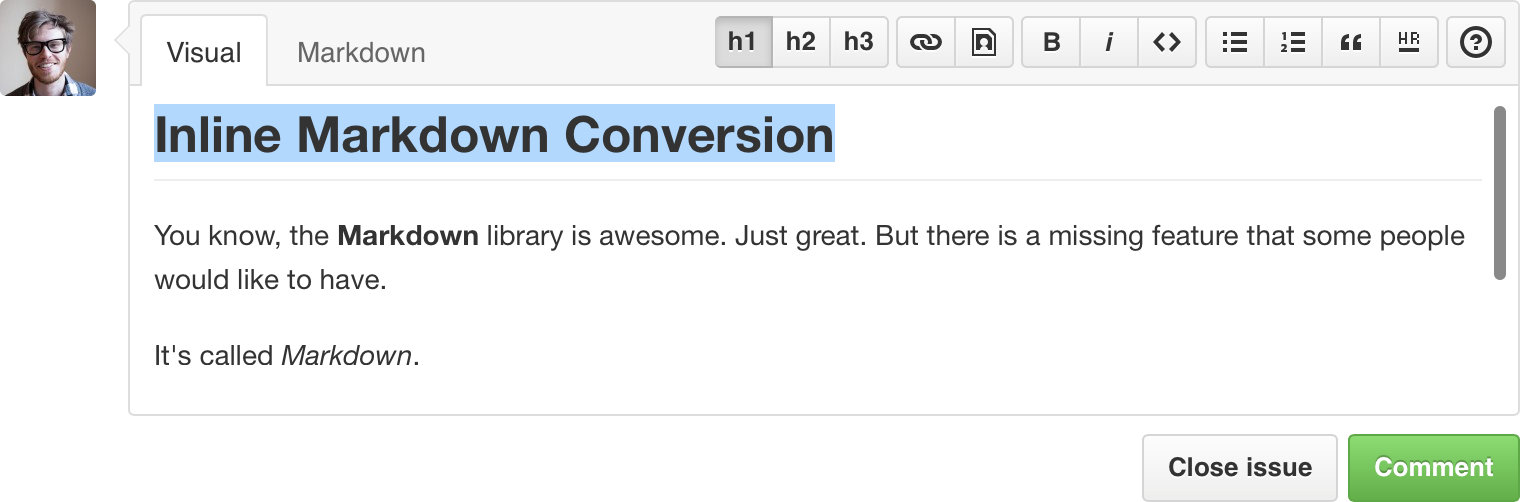 Visual Markdown h1 h2 h3 B i HR
Inline Markdown Conversion
You know, the Markdown library is awesome. Just great. But there is a missing feature that some people
would like to have.
It's called Markdown.
Close issue Comment